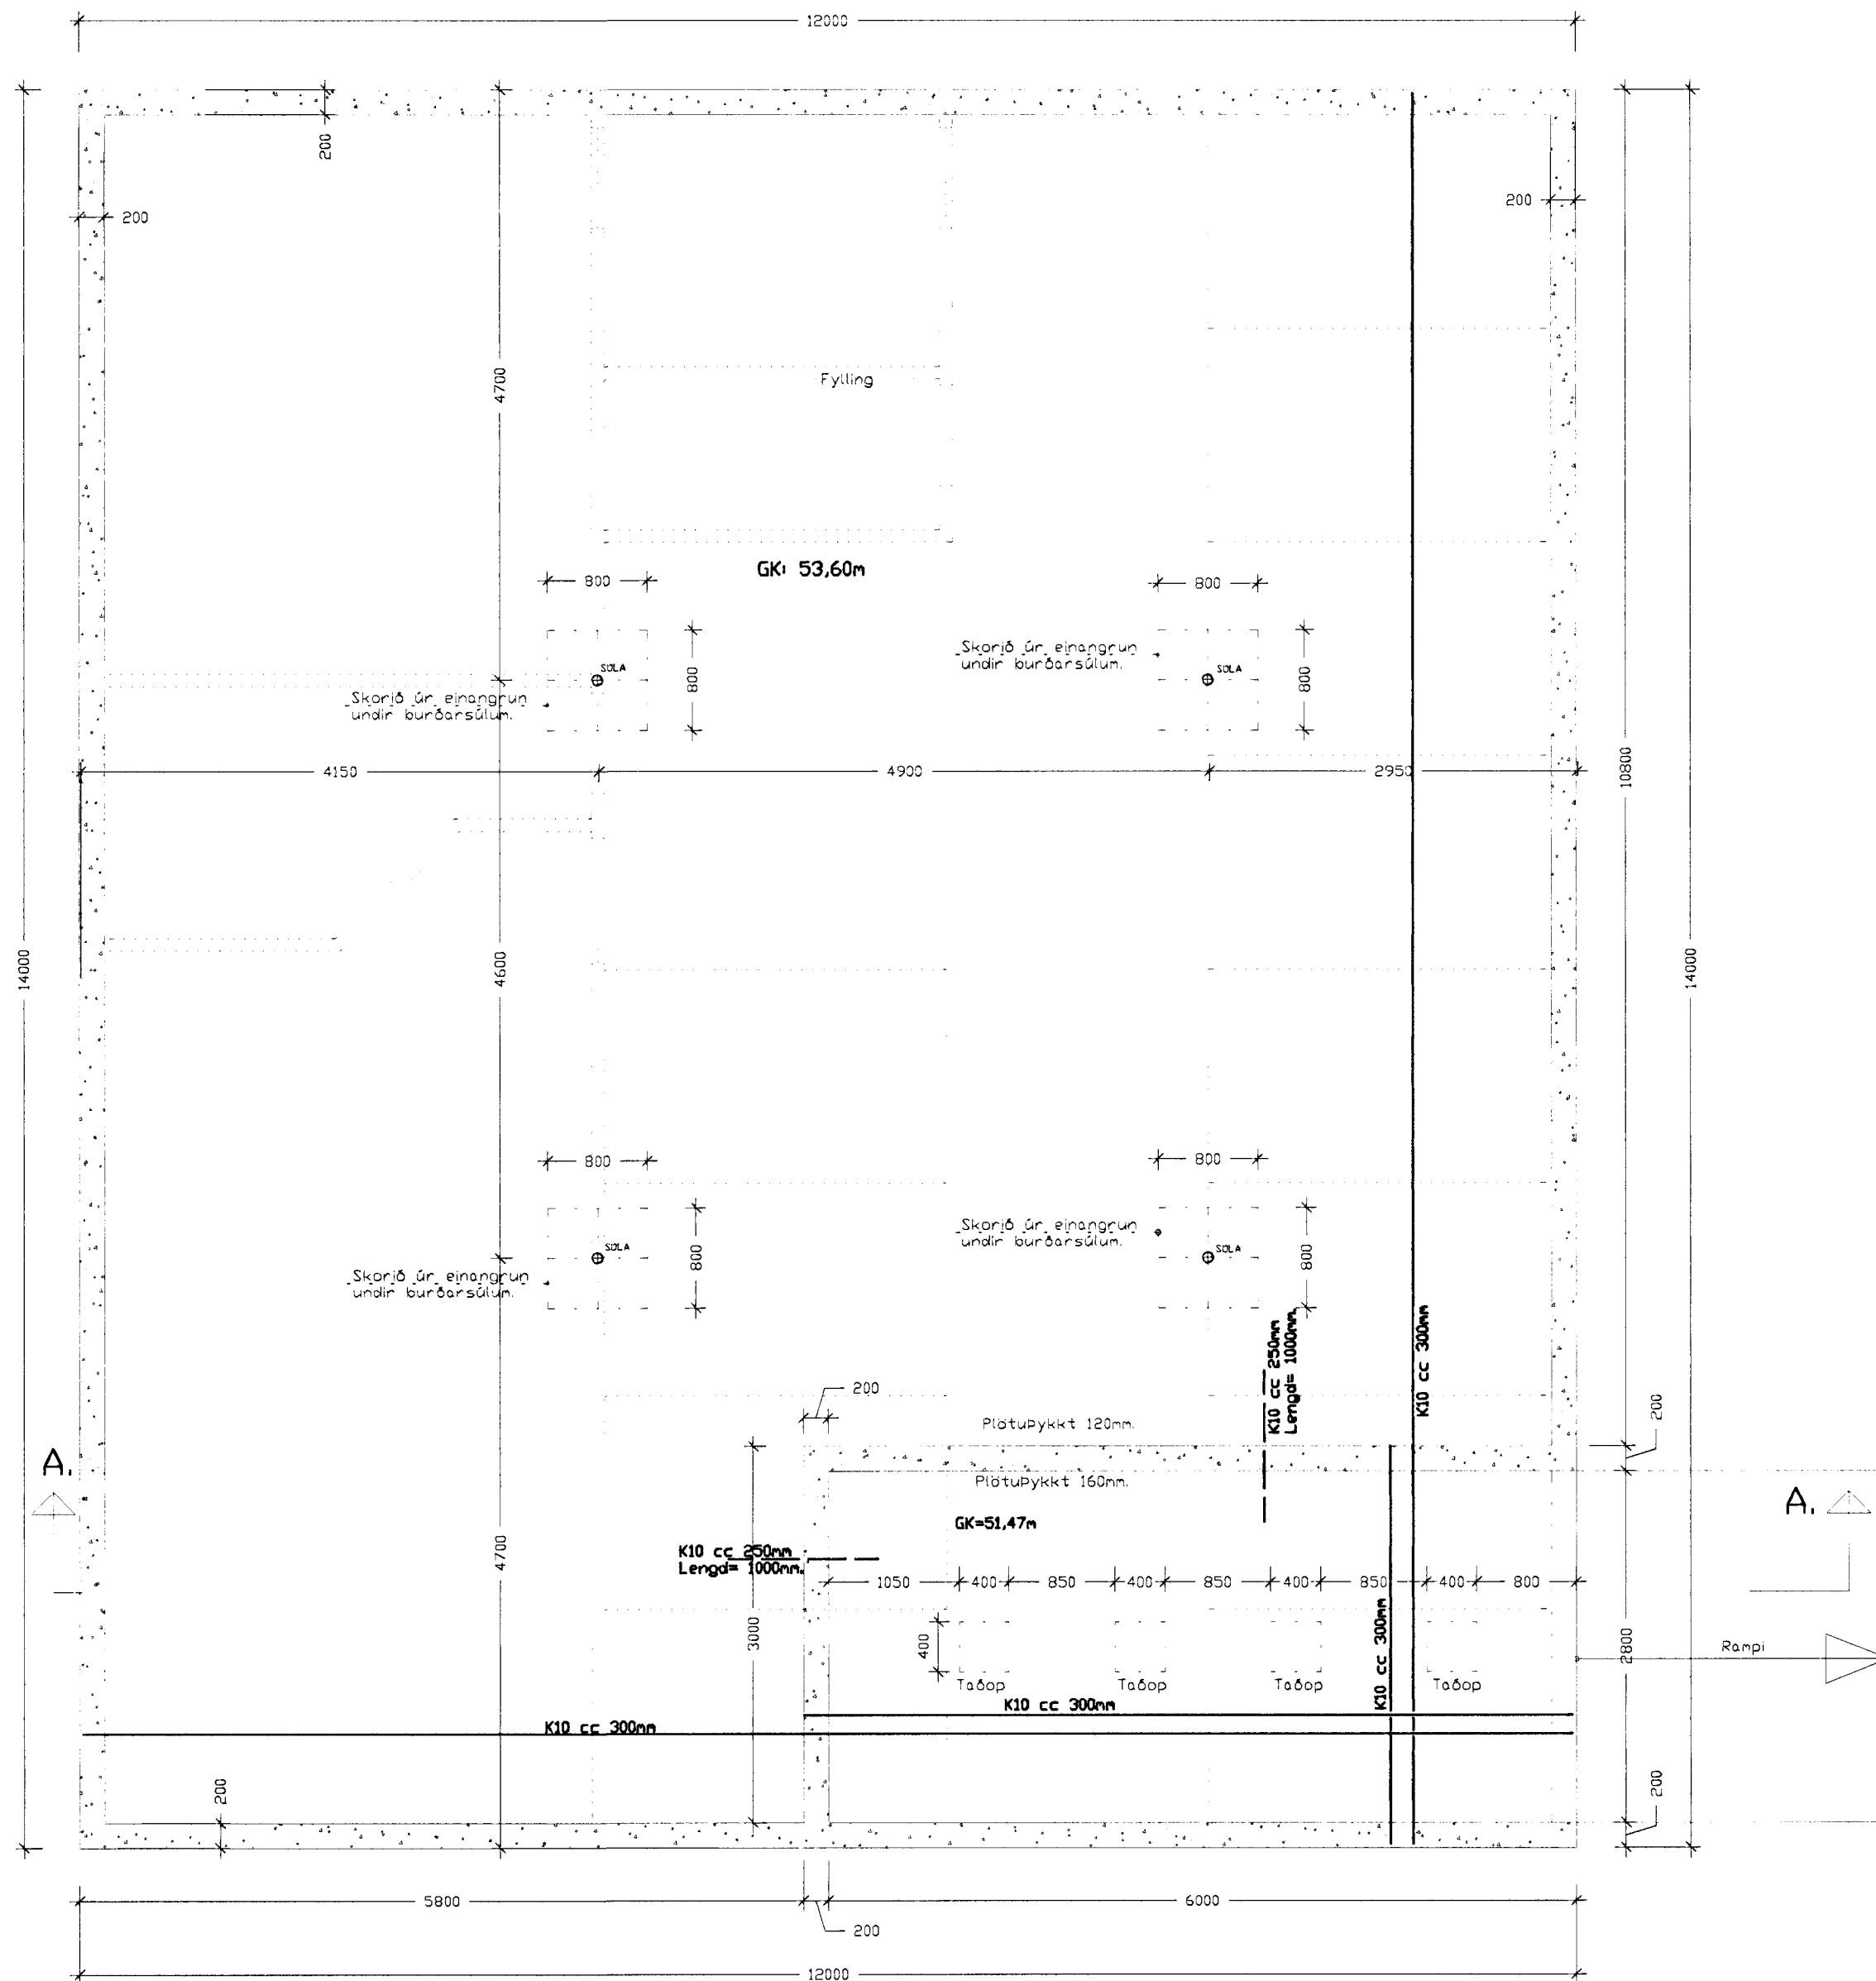 12000
200
200
200
4700
Fylling
GK: 53,60m
800
800
SÚLA
SÚLA
Skorið úr einangrun
undir burðarsúlum.
800
Skorið úr einangrun
undir burðarsúlum.
800
4150
4900
2950
10800
14000
4600
14000
800
800
Skorið úr einangrun
undir burðarsúlum.
SÚLA
800
Skorið úr einangrun
undir burðarsúlum.
SÚLA
800
K10 cc 250mm
Lengd= 1000mm.
K10 cc 300mm
200
Plötuþykkt 120mm.
200
A.
Plötuþykkt 160mm.
A.
GK=51,47m
4700
K10 cc 250mm
Lengd= 1000mm.
1050
400
850
400
850
400
850
400
800
3000
400
K10 cc 300mm
2800
Rampi
Taðop
Taðop
Taðop
Taðop
K10 cc 300mm
K10 cc 300mm
200
200
5800
6000
200
12000